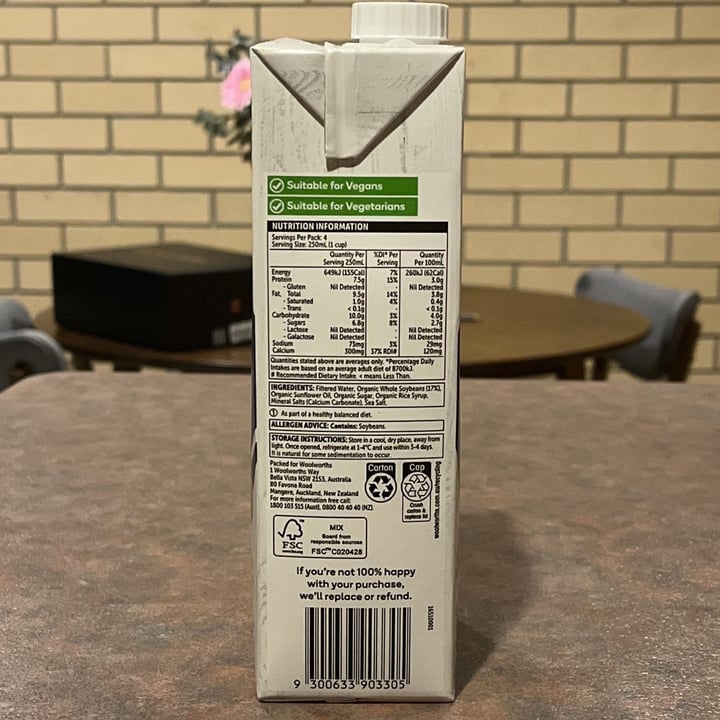 Suitable for Vegans
Suitable for Vegetarians
NUTRITION INFORMATION
Servings Per Pack: 4
Serving Size: 250mL (1 cup)
Quantity Per Serving 250mL %DI* Per Serving Quantity Per 100mL
Energy 649kJ (155Cal) 7% 260kJ (62Cal)
Protein 7.5g 15% 3.0g
- Gluten Nil Detected Nil Detected
Fat, Total 9.5g 14% 3.8g
- Saturated 1.0g 4% 0.4g
- Trans < 0.1g < 0.1g
Carbohydrate 10.0g 3% 4.0g
- Sugars 6.8g 8% 2.7g
- Lactose Nil Detected Nil Detected
- Galactose Nil Detected Nil Detected
Sodium 73mg 3% 29mg
Calcium 300mg 37% RDI# 120mg
Quantities stated above are averages only. *Percentage Daily
Intakes are based on an average adult diet of 8700kJ.
# Recommended Dietary Intake. < means Less Than.
INGREDIENTS: Filtered Water, Organic Whole Soybeans (17%),
Organic Sunflower Oil, Organic Sugar, Organic Rice Syrup,
Mineral Salts (Calcium Carbonate), Sea Salt.
As part of a healthy balanced diet.
ALLERGEN ADVICE: Contains: Soybeans.
STORAGE INSTRUCTIONS: Store in a cool, dry place, away from
light. Once opened, refrigerate at 1-4°C and use within 3-4 days.
It is natural for some sedimentation to occur.
Packed for Woolworths
1 Woolworths Way
Bella Vista NSW 2153, Australia
80 Favona Road
Mangere, Auckland, New Zealand
For more information free call:
1800 103 515 (Aust), 0800 40 40 40 (NZ).
Carton
Cap
Crush
carton &
replace lid
woolworths.com.au/recycling
FSC
www.fsc.org
MIX
Board from
responsible sources
FSC™ C020428
If you're not 100% happy
with your purchase,
we'll replace or refund.
9 300633 903305